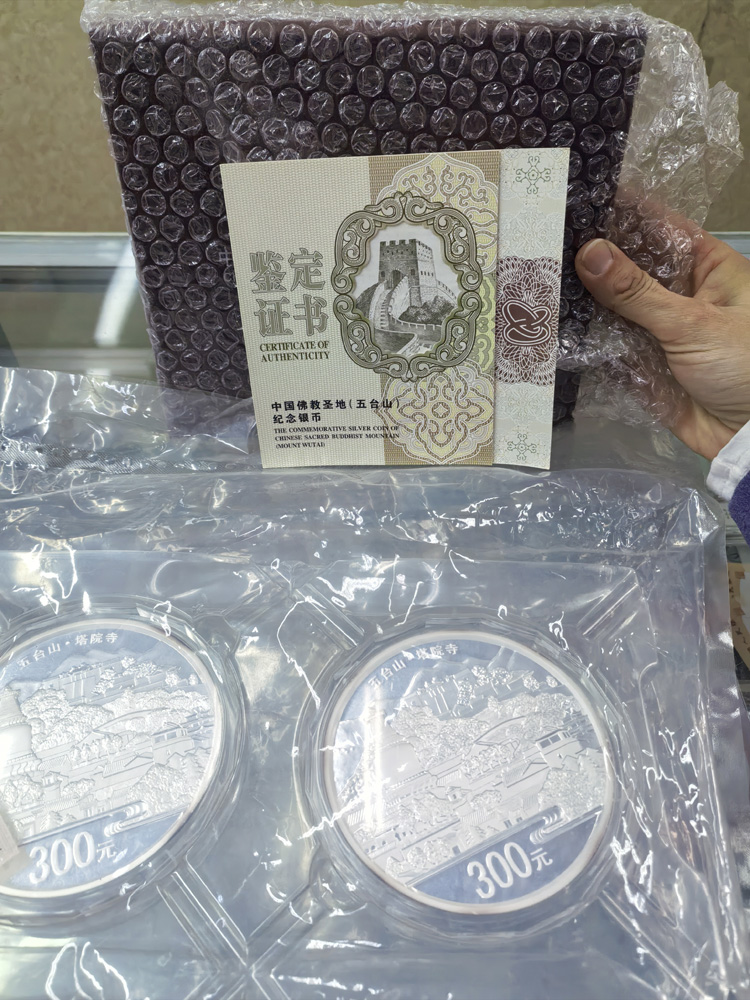 鉴定
证书
CERTIFICATE OF
AUTHENTICITY
中国佛教圣地(五台山)
纪念银币
THE COMMEMORATIVE SILVER COIN OF
CHINESE SACRED BUDDHIST MOUNTAIN
(MOUNT WUTAI)
五台山·塔院寺
300元
五台山·塔院寺
300元